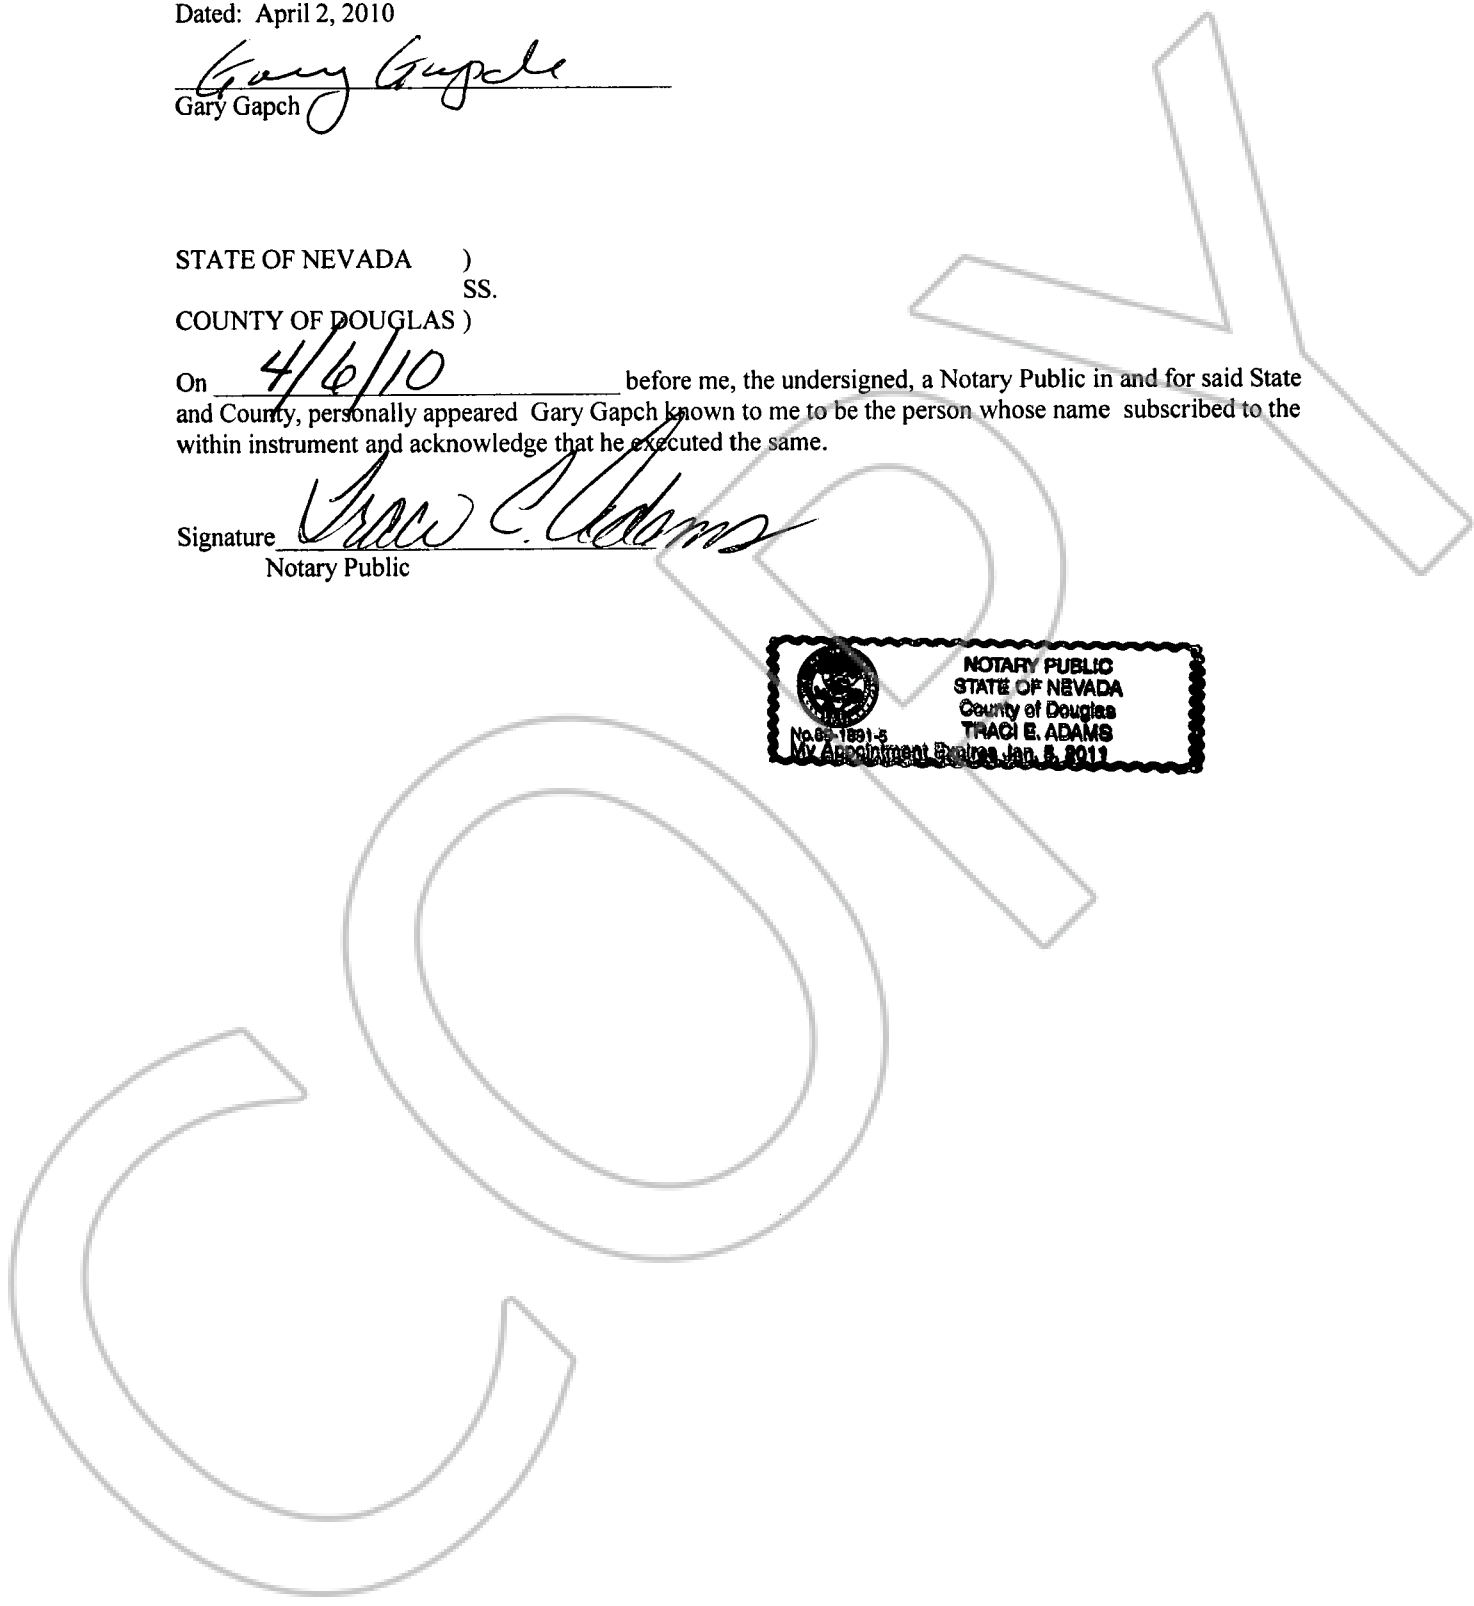 Dated: April 2, 2010
Gary Gapch
Gary Gapch
STATE OF NEVADA )
SS.
COUNTY OF DOUGLAS )
On 4/6/10 before me, the undersigned, a Notary Public in and for said State
and County, personally appeared Gary Gapch known to me to be the person whose name subscribed to the
within instrument and acknowledge that he executed the same.
Signature Traci E. Adams
Notary Public
NOTARY PUBLIC
STATE OF NEVADA
County of Douglas
TRACI E. ADAMS
My Appointment Expires Jan. 5, 2011
COPY